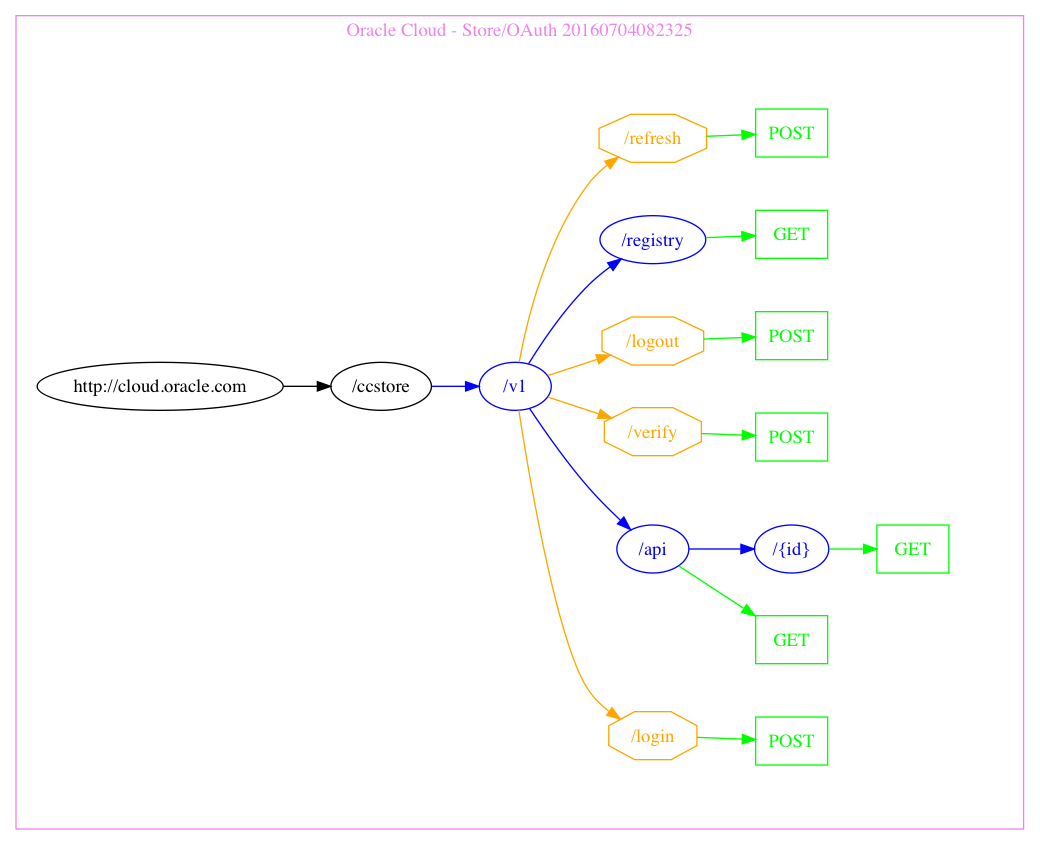 Oracle Cloud - Store/OAuth 20160704082325
/refresh
POST
/registry
GET
/logout
POST
http://cloud.oracle.com
/ccstore
/v1
/verify
POST
/api
/{id}
GET
GET
/login
POST